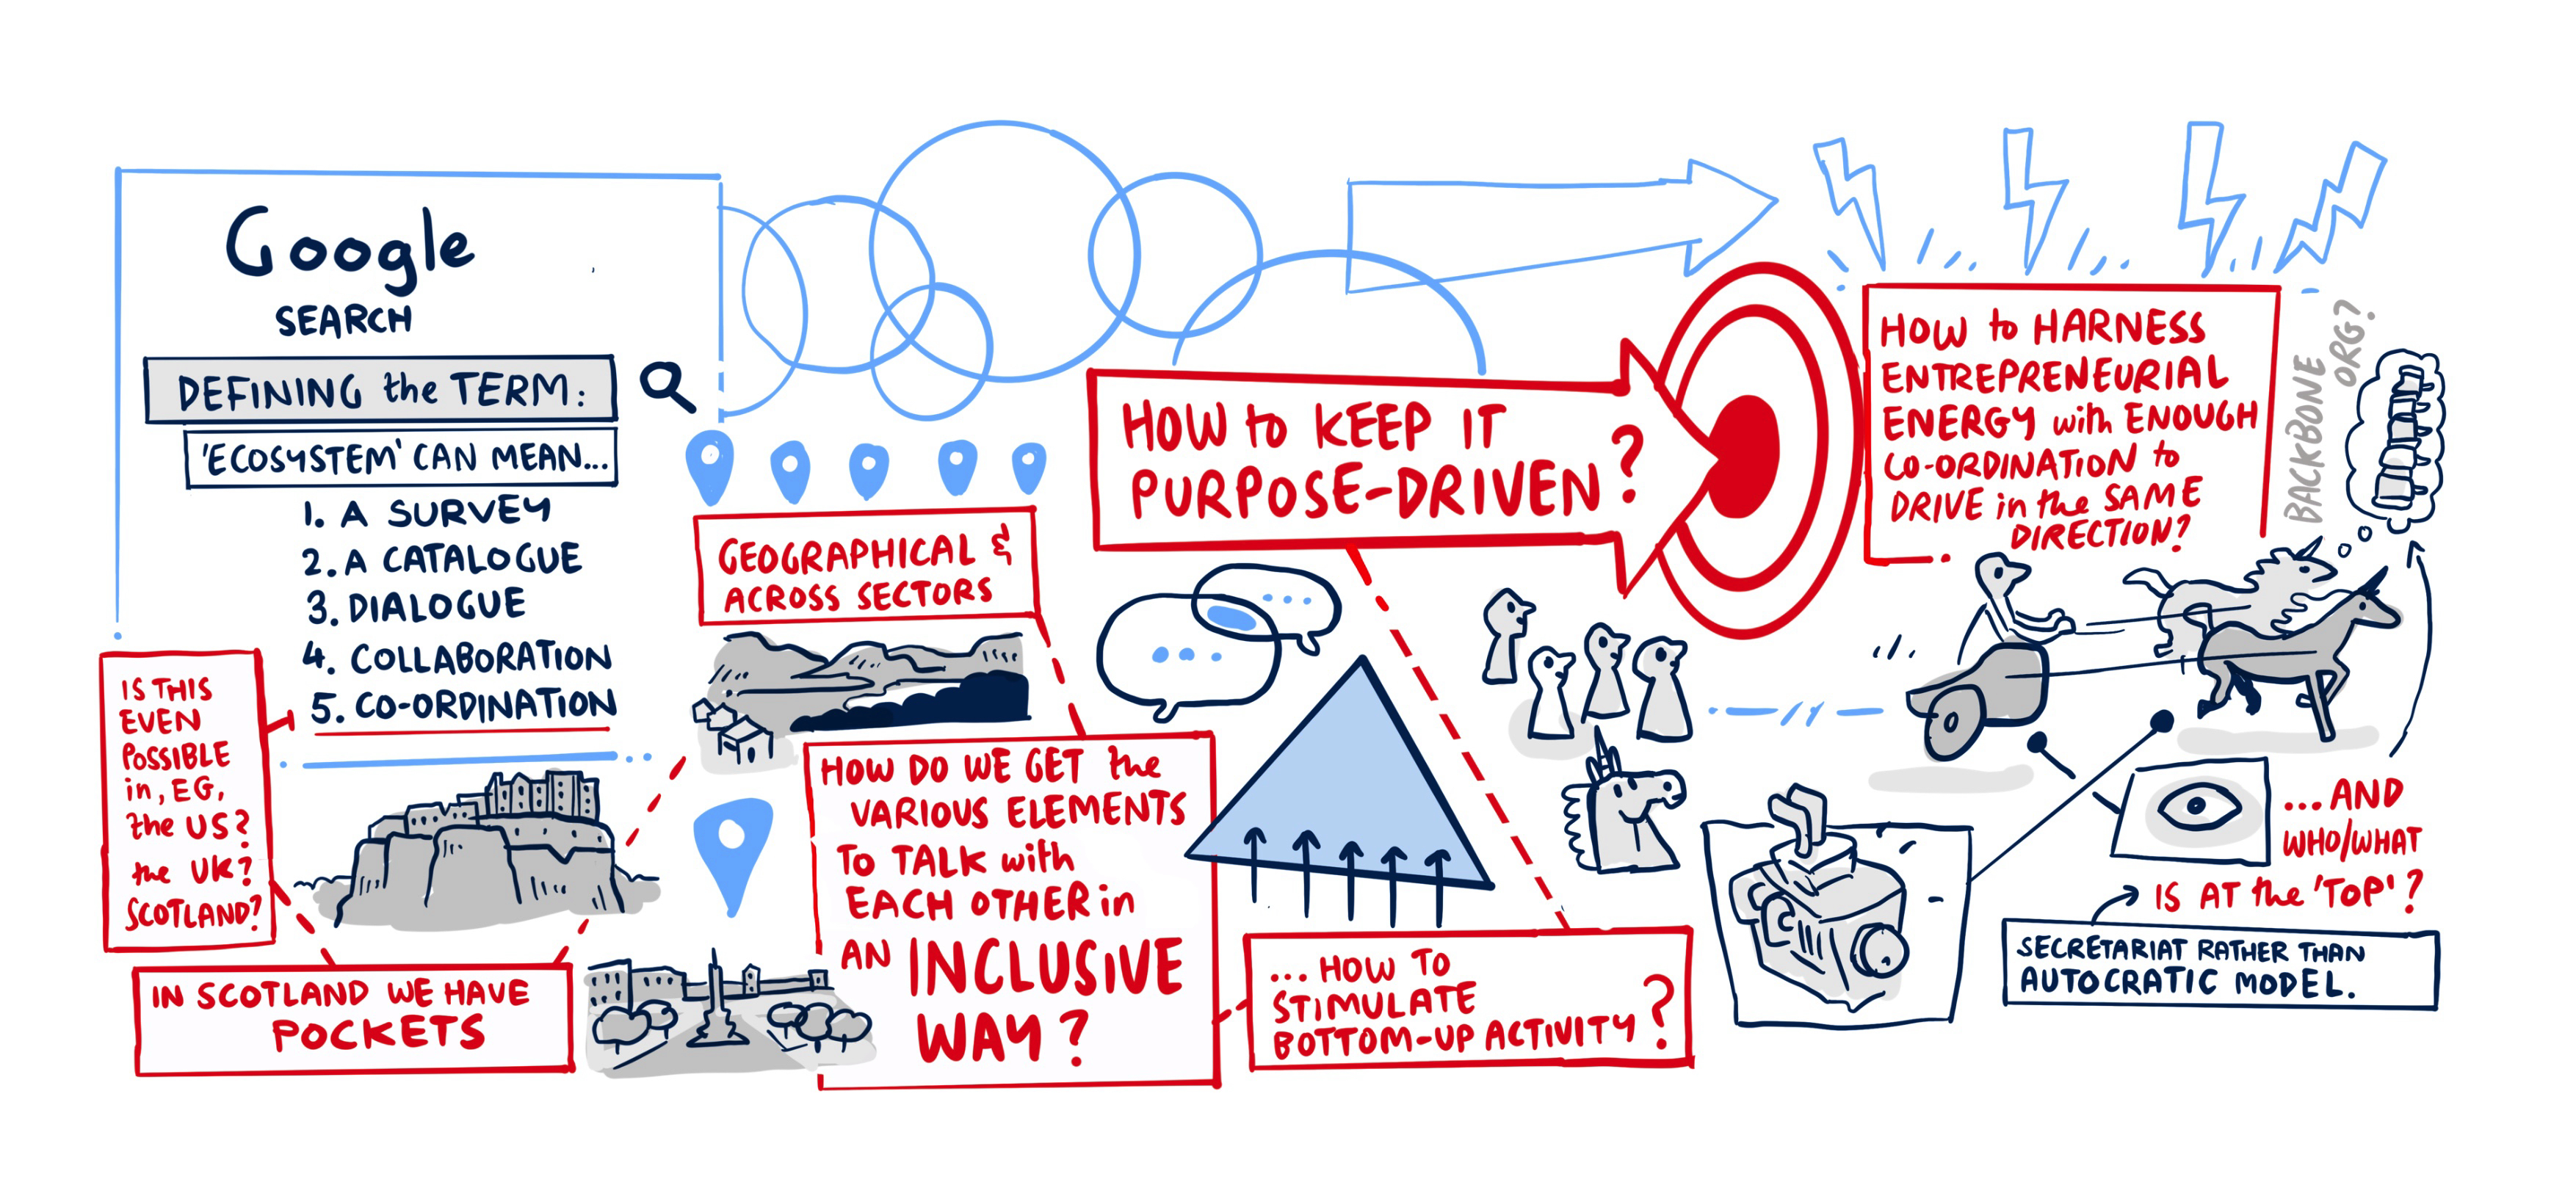 Google
SEARCH
DEFINING the TERM:
'ECOSYSTEM' CAN MEAN...
1. A SURVEY
2. A CATALOGUE
3. DIALOGUE
4. COLLABORATION
5. CO-ORDINATION
IS THIS
EVEN
POSSIBLE
in, EG,
the US?
the UK?
SCOTLAND?
IN SCOTLAND WE HAVE
POCKETS
GEOGRAPHICAL &
ACROSS SECTORS
HOW DO WE GET the
VARIOUS ELEMENTS
TO TALK with
EACH OTHER in
AN INCLUSIVE
WAY?
HOW to KEEP IT
PURPOSE-DRIVEN?
... HOW TO
STIMULATE
BOTTOM-UP ACTIVITY?
HOW to HARNESS
ENTREPRENEURIAL
ENERGY with ENOUGH
CO-ORDINATION to
DRIVE in the SAME
DIRECTION?
BACKBONE
ORG?
...AND
WHO/WHAT
IS AT the 'TOP'?
SECRETARIAT RATHER THAN
AUTOCRATIC MODEL.